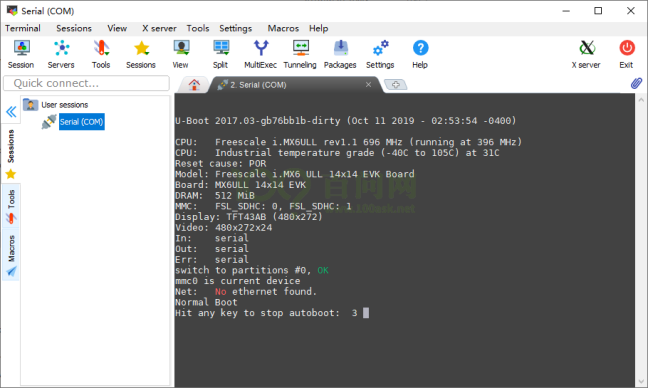 Serial (COM)
Terminal Sessions View X server Tools Settings Macros Help
Session Servers Tools Sessions View Split MultiExec Tunneling Packages Settings Help X server Exit
Quick connect...
2. Serial (COM)
User sessions
Serial (COM)
Sessions
Tools
Macros
U-Boot 2017.03-gb76bb1b-dirty (Oct 11 2019 - 02:53:54 -0400)
CPU: Freescale i.MX6ULL rev1.1 696 MHz (running at 396 MHz)
CPU: Industrial temperature grade (-40C to 105C) at 31C
Reset cause: POR
Model: Freescale i.MX6 ULL 14x14 EVK Board
Board: MX6ULL 14x14 EVK
DRAM: 512 MiB
MMC: FSL_SDHC: 0, FSL_SDHC: 1
Display: TFT43AB (480x272)
Video: 480x272x24
In: serial
Out: serial
Err: serial
switch to partitions #0, OK
mmc0 is current device
Net: No ethernet found.
Normal Boot
Hit any key to stop autoboot: 3
百问网
www.100ask.net